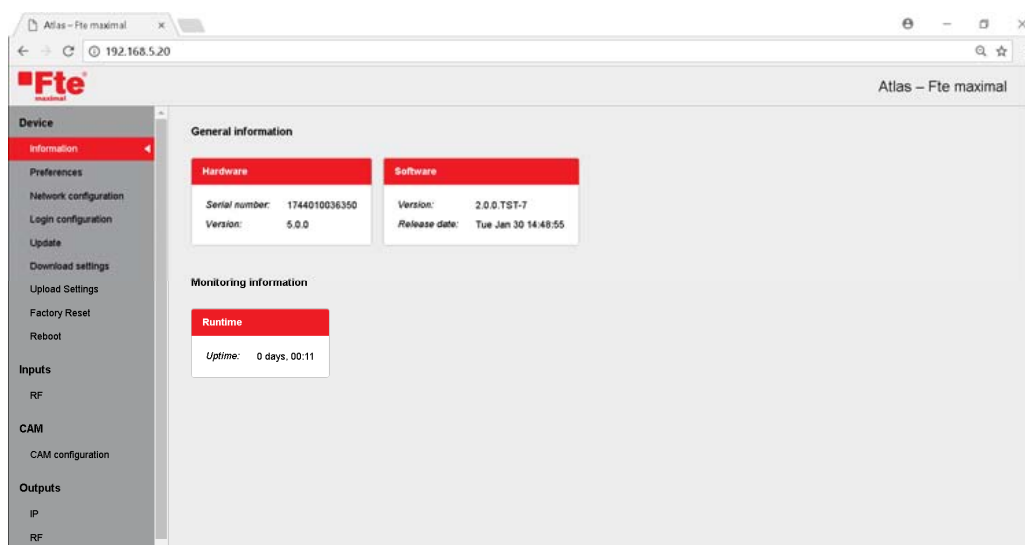 Atlas – Fte maximal
192.168.5.20
Fte
maximal
Atlas – Fte maximal
Device
Information
Preferences
Network configuration
Login configuration
Update
Download settings
Upload Settings
Factory Reset
Reboot
Inputs
RF
CAM
CAM configuration
Outputs
IP
RF
General information
Hardware
Serial number: 1744010036350
Version: 5.0.0
Software
Version: 2.0.0.TST-7
Release date: Tue Jan 30 14:48:55
Monitoring information
Runtime
Uptime: 0 days, 00:11